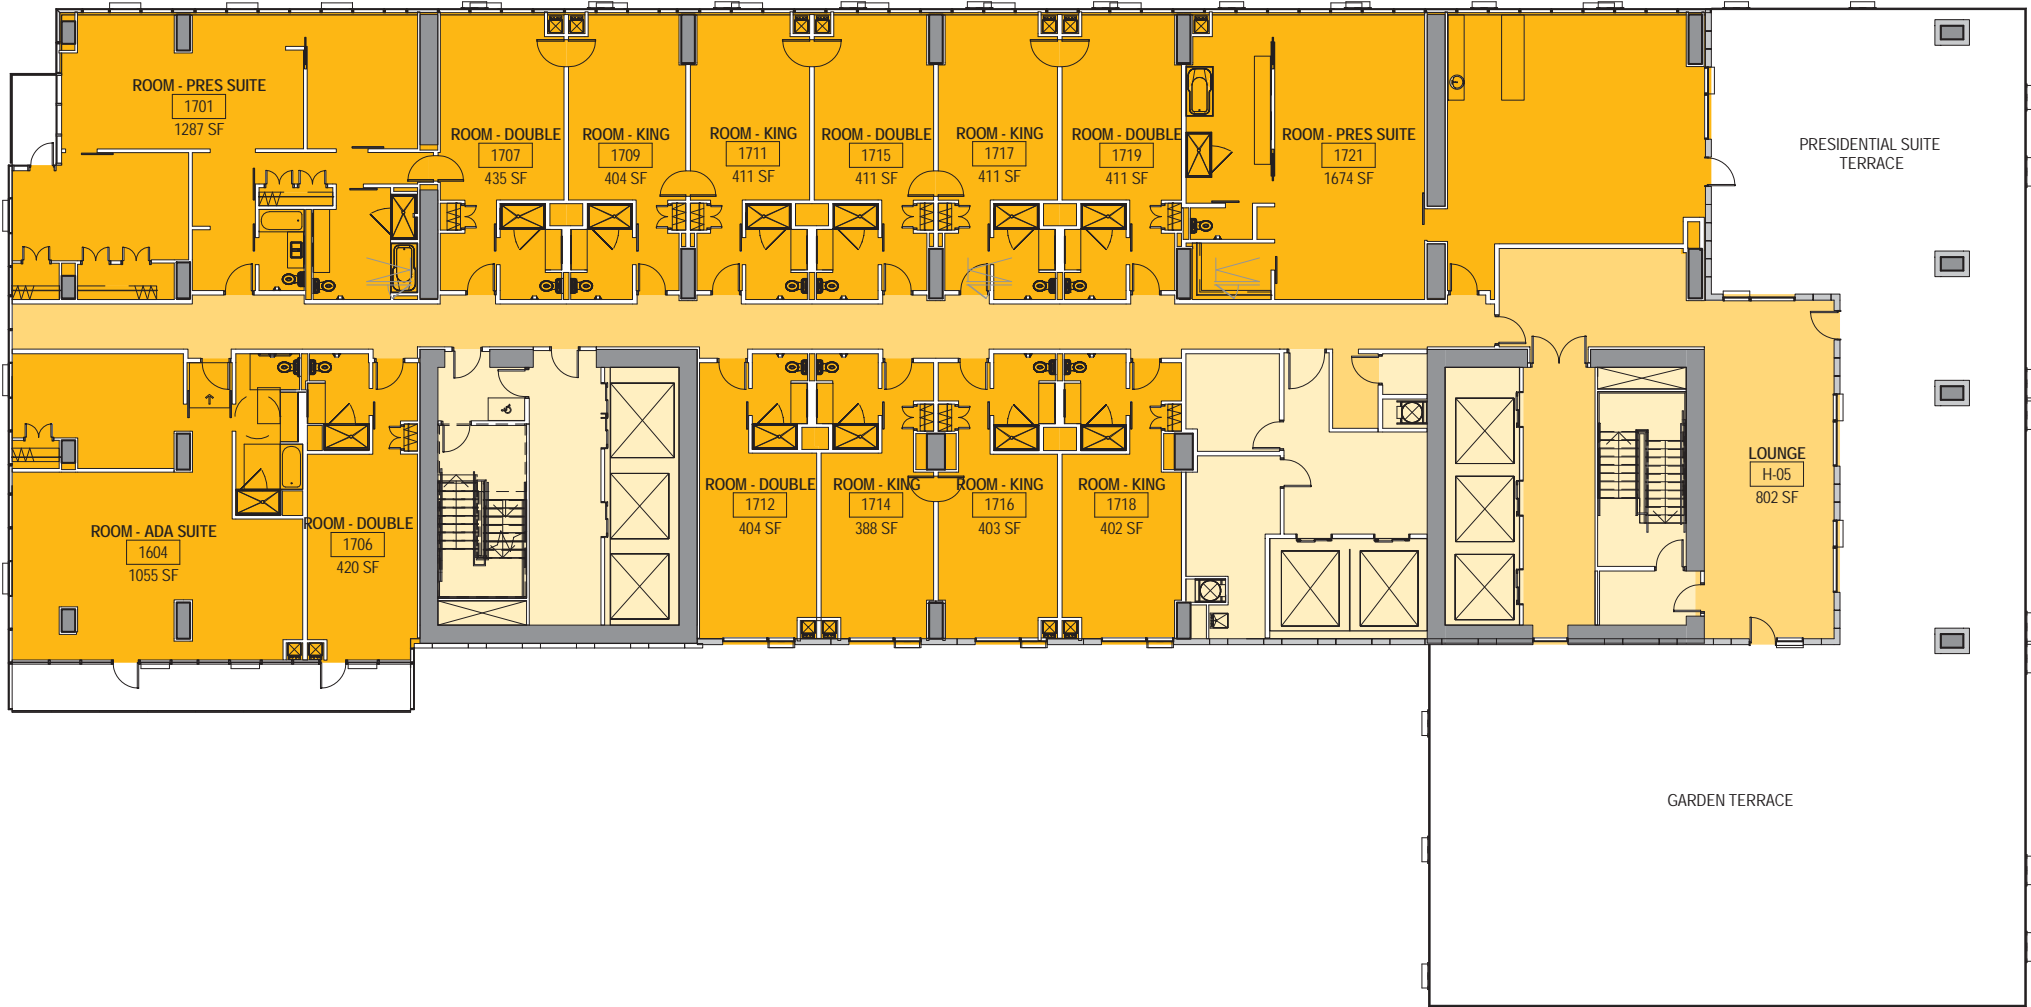 ROOM - PRES SUITE
1701
1287 SF
ROOM - DOUBLE
1707
435 SF
ROOM - KING
1709
404 SF
ROOM - KING
1711
411 SF
ROOM - DOUBLE
1715
411 SF
ROOM - KING
1717
411 SF
ROOM - DOUBLE
1719
411 SF
ROOM - PRES SUITE
1721
1674 SF
PRESIDENTIAL SUITE
TERRACE
ROOM - ADA SUITE
1604
1055 SF
ROOM - DOUBLE
1706
420 SF
ROOM - DOUBLE
1712
404 SF
ROOM - KING
1714
388 SF
ROOM - KING
1716
403 SF
ROOM - KING
1718
402 SF
LOUNGE
H-05
802 SF
GARDEN TERRACE